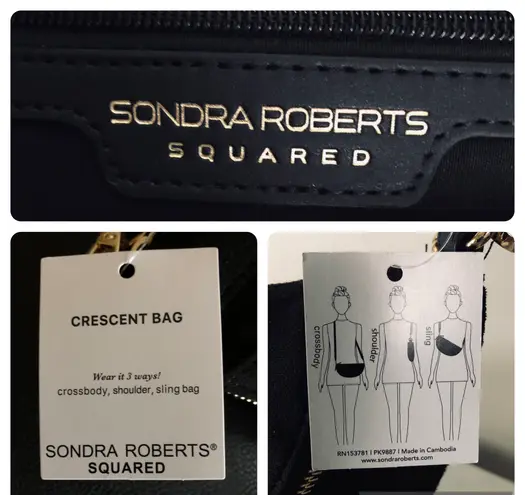 SONDRA ROBERTS
SQUARED
CRESCENT BAG
Wear it 3 ways!
crossbody, shoulder, sling bag
SONDRA ROBERTS®
SQUARED
crossbody
shoulder
sling
RN153781 | PK9887 | Made in Cambodia
www.sondraroberts.com